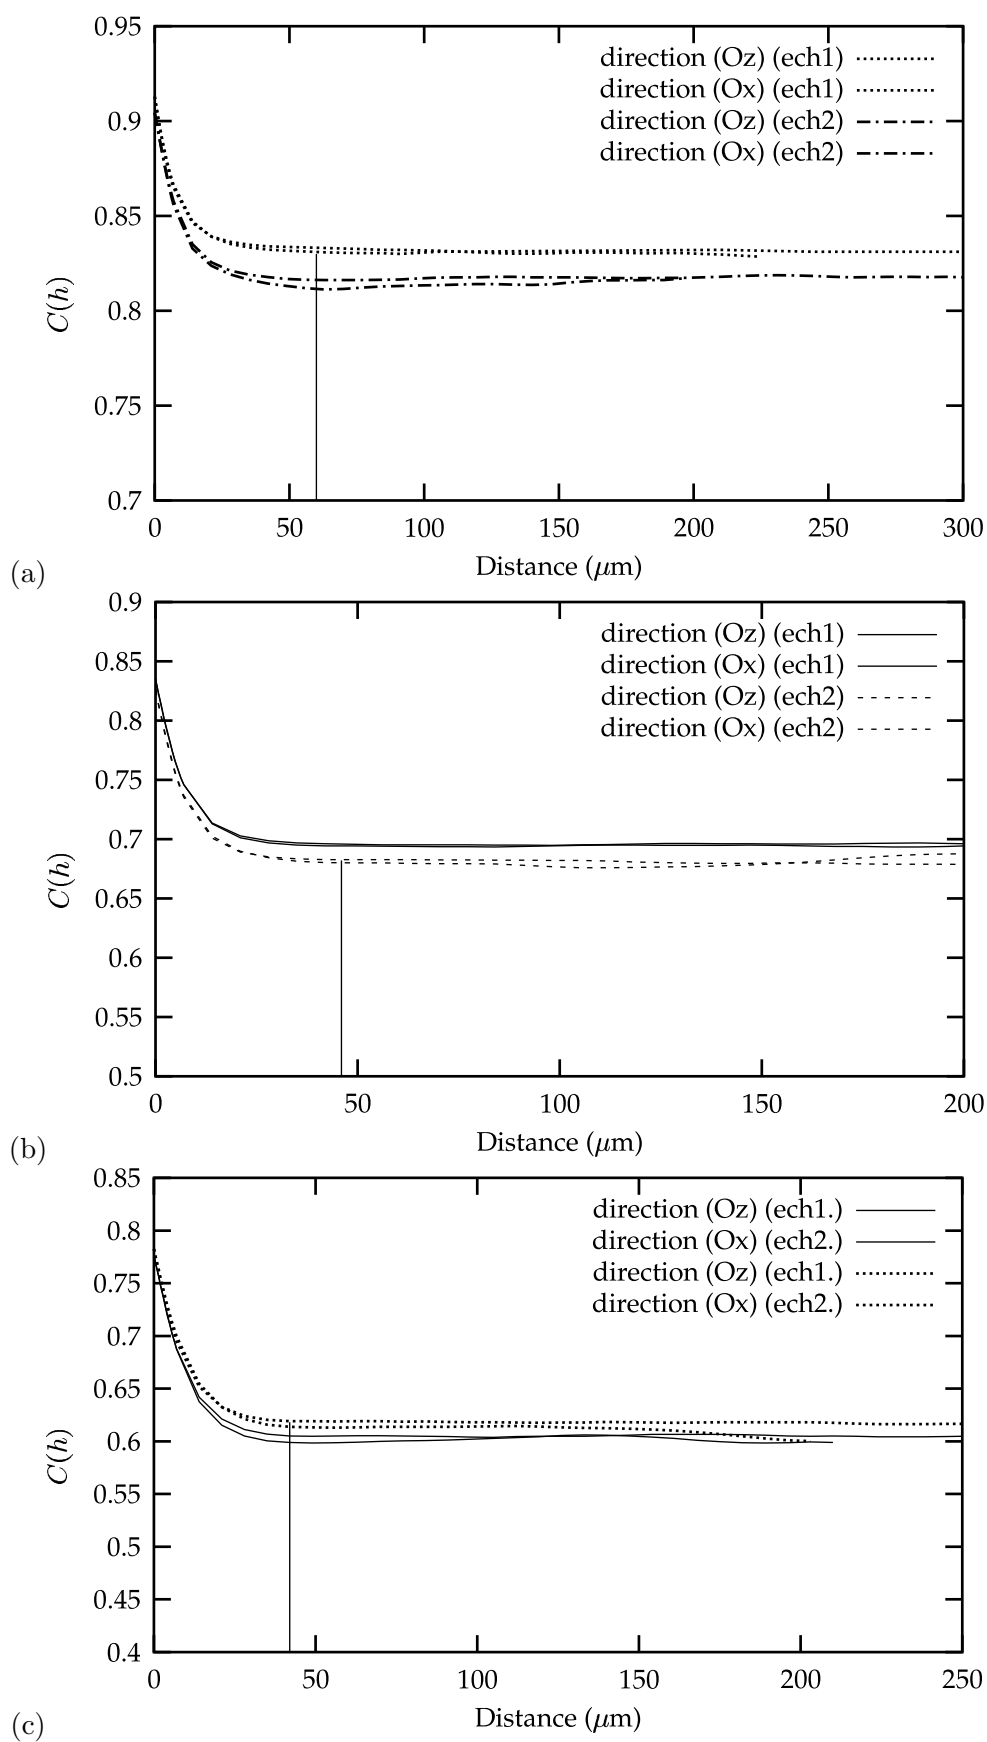 0.95
direction (Oz) (ech1)
direction (Ox) (ech1)
0.9
direction (Oz) (ech2)
direction (Ox) (ech2)
0.85
C(h)
0.8
0.75
0.7
0 50 100 150 200 250 300
Distance (μm)
(a)
0.9
direction (Oz) (ech1)
0.85
direction (Ox) (ech1)
direction (Oz) (ech2)
0.8
direction (Ox) (ech2)
0.75
0.7
C(h)
0.65
0.6
0.55
0.5
0 50 100 150 200
Distance (μm)
(b)
0.85
direction (Oz) (ech1.)
0.8
direction (Ox) (ech2.)
direction (Oz) (ech1.)
0.75
direction (Ox) (ech2.)
0.7
0.65
0.6
C(h)
0.55
0.5
0.45
0.4
0 50 100 150 200 250
Distance (μm)
(c)